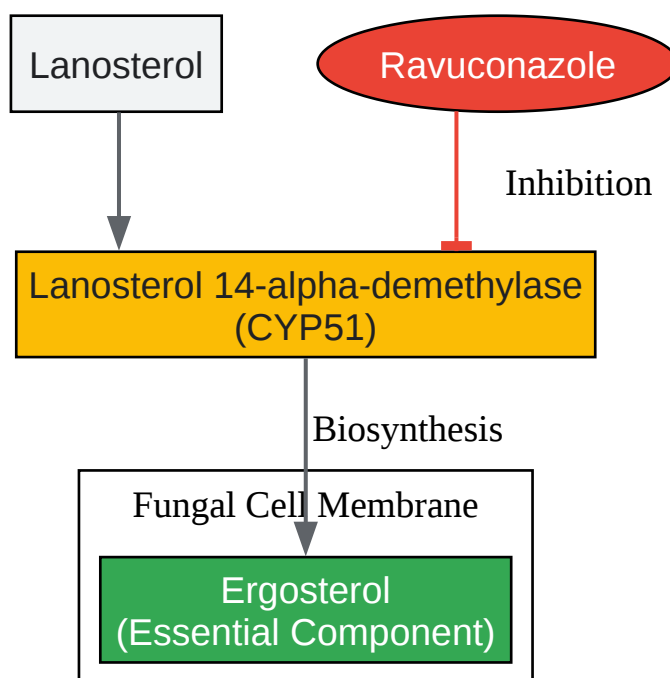 Lanosterol
Ravuconazole
Inhibition
Lanosterol 14-alpha-demethylase
(CYP51)
Biosynthesis
Fungal Cell Membrane
Ergosterol
(Essential Component)